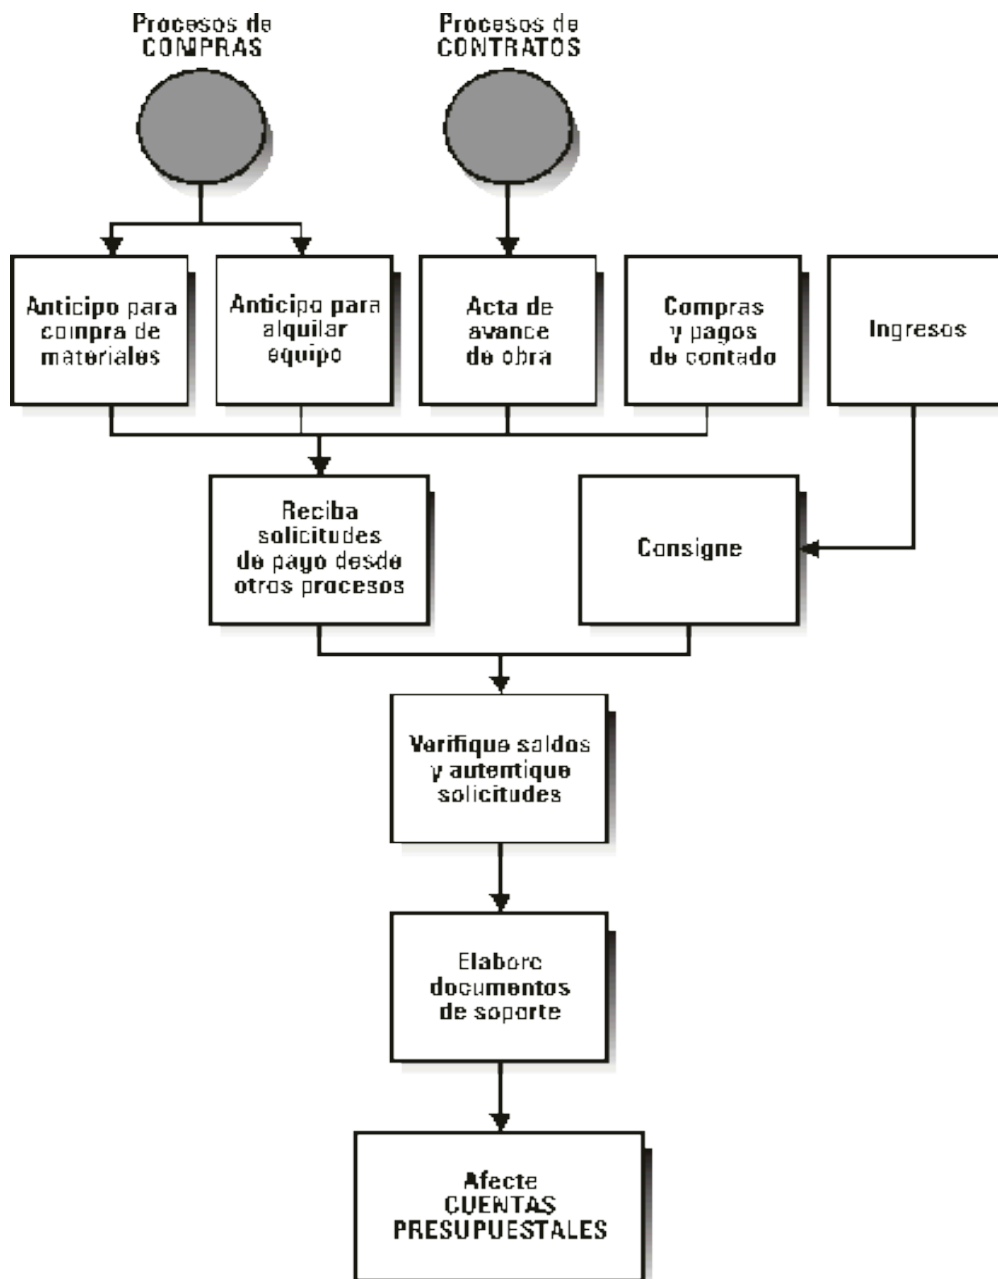 Procesos de
COMPRAS
Procesos de
CONTRATOS
Anticipo para
compra de
materiales
Anticipo para
alquilar
equipo
Acta de
avance
de obra
Compras
y pagos
de contado
Ingresos
Reciba
solicitudes
de pago desde
otros procesos
Consigne
Verifique saldos
y autentique
solicitudes
Elabore
documentos
de soporte
Afecte
CUENTAS
PRESUPUESTALES